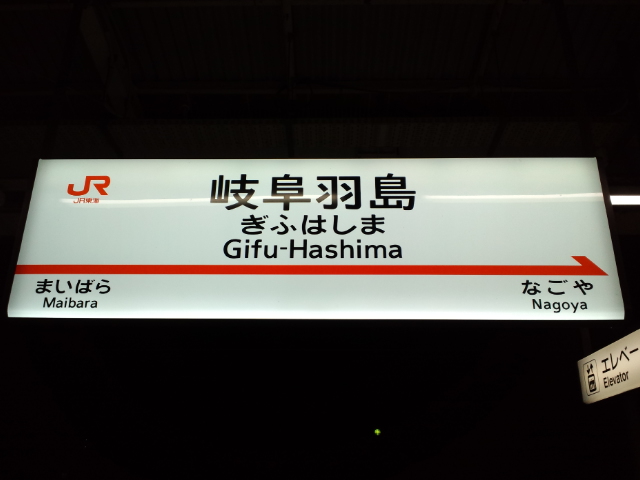 JR
JR東海
岐阜羽島
ぎふはしま
Gifu-Hashima
まいばら
Maibara
なごや
Nagoya
エレベー
Elevator